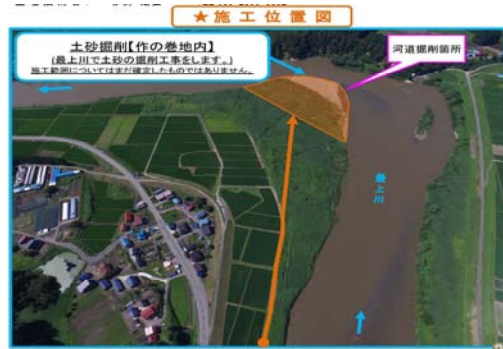 ★施工位置図
土砂掘削【作の巻地内】
(最上川で土砂の掘削工事をします。)
施工範囲についてはまだ確定したものではありません。
河道掘削箇所
最上川